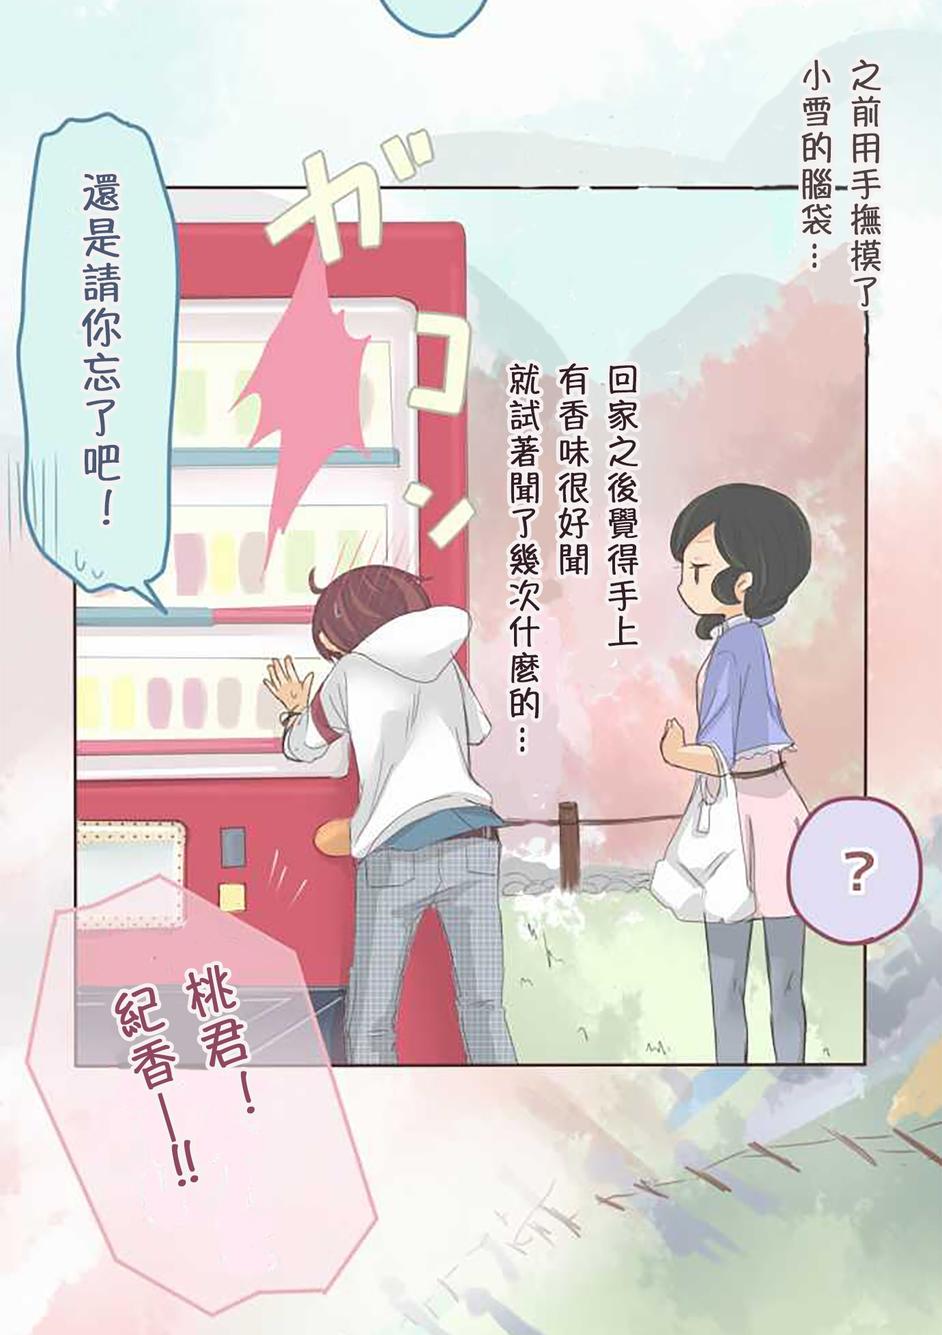 之前用手撫摸了
小雪的腦袋…
回家之後覺得手上
有香味很好聞
就試著聞了幾次什麼的…
ガコン
還是請你忘了吧！
？
桃君！
紀香ー!!